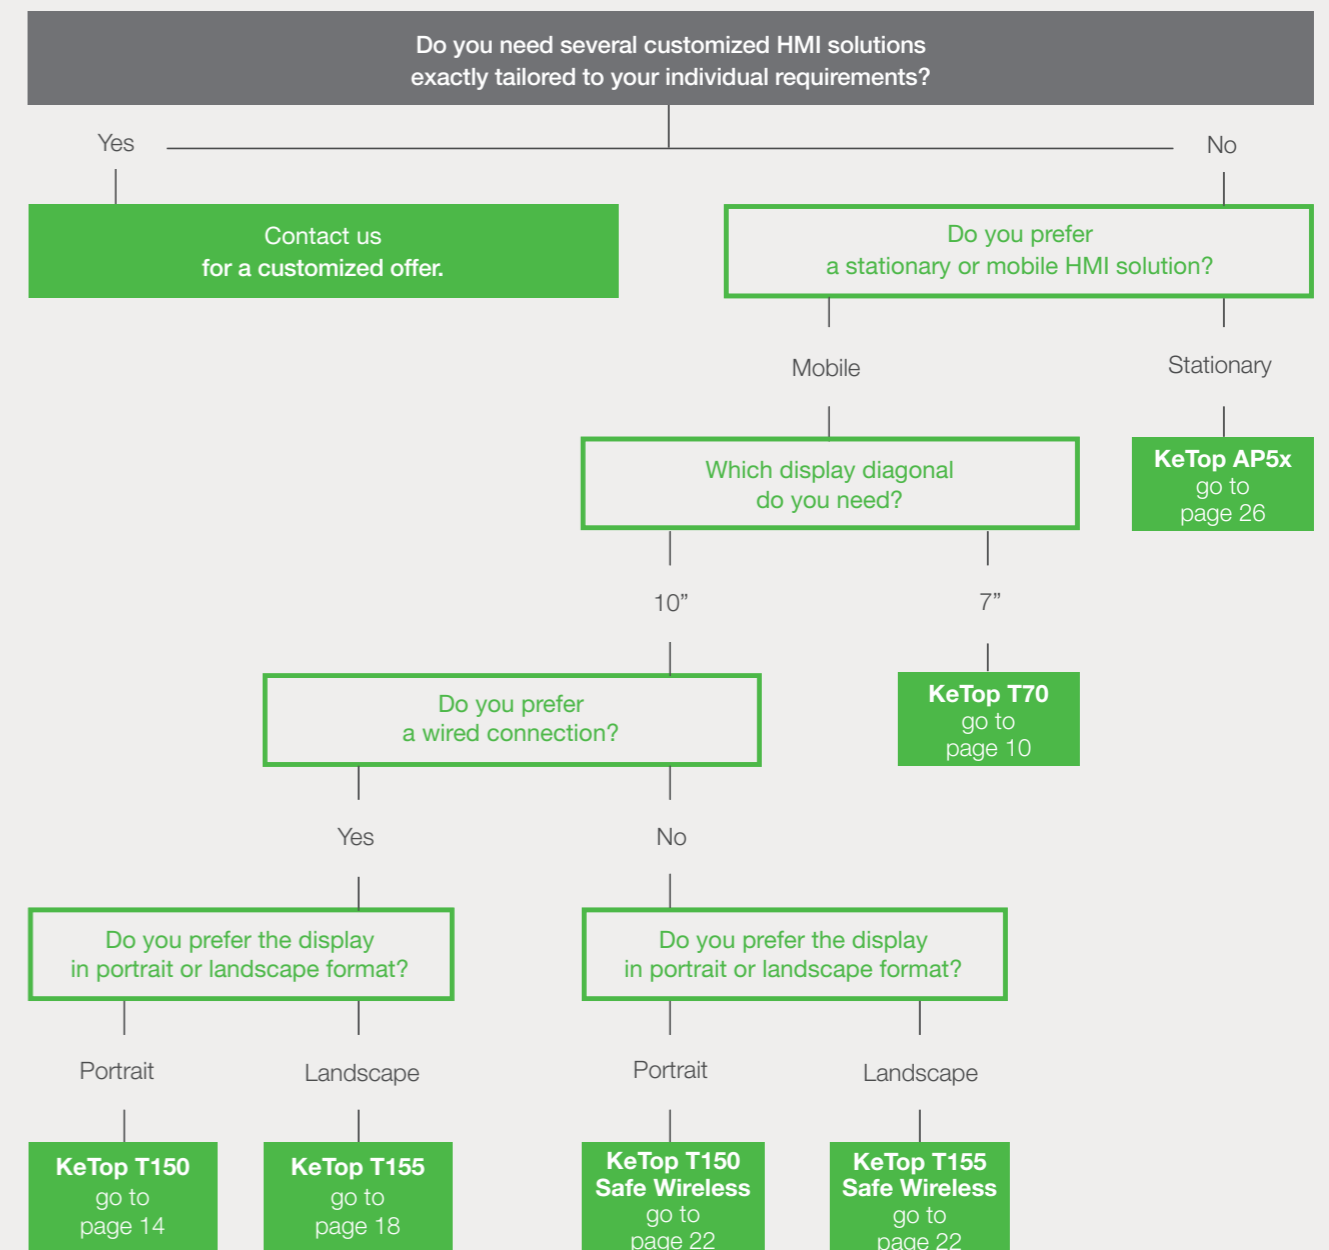 Do you need several customized HMI solutions
exactly tailored to your individual requirements?
Yes
No
Contact us
for a customized offer.
Do you prefer
a stationary or mobile HMI solution?
Mobile
Stationary
Which display diagonal
do you need?
KeTop AP5x
go to
page 26
10”
7”
Do you prefer
a wired connection?
KeTop T70
go to
page 10
Yes
No
Do you prefer the display
in portrait or landscape format?
Do you prefer the display
in portrait or landscape format?
Portrait
Landscape
Portrait
Landscape
KeTop T150
go to
page 14
KeTop T155
go to
page 18
KeTop T150
Safe Wireless
go to
page 22
KeTop T155
Safe Wireless
go to
page 22